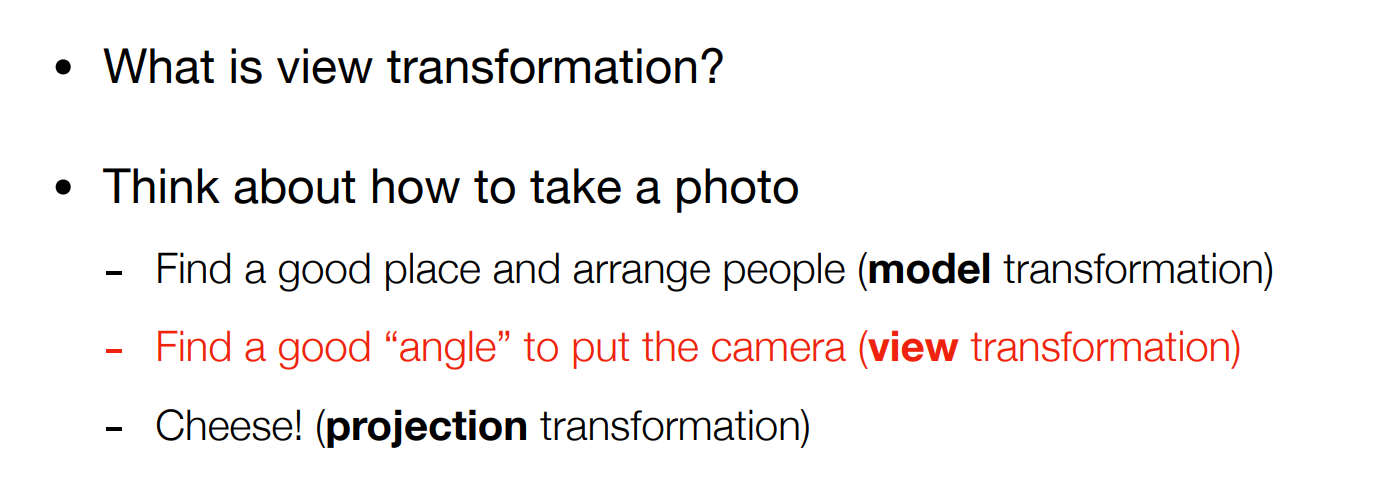 • What is view transformation?
• Think about how to take a photo
- Find a good place and arrange people (model transformation)
- Find a good “angle” to put the camera (view transformation)
- Cheese! (projection transformation)